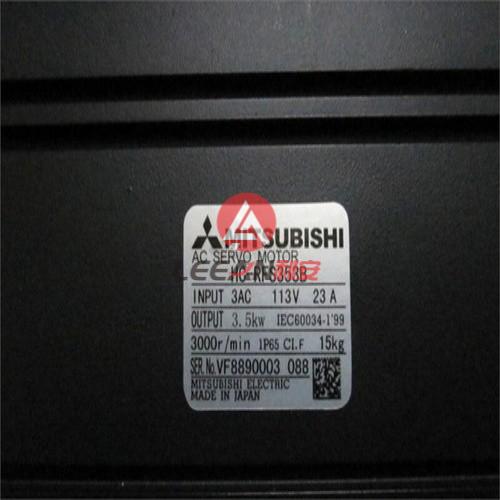 MITSUBISHI
AC SERVO MOTOR
HC-RFS353B
INPUT 3AC 113V 23 A
OUTPUT 3.5kw IEC60034-1'99
3000r/min IP65 CI.F 15kg
SER.No.VF8890003 088
MITSUBISHI ELECTRIC
MADE IN JAPAN